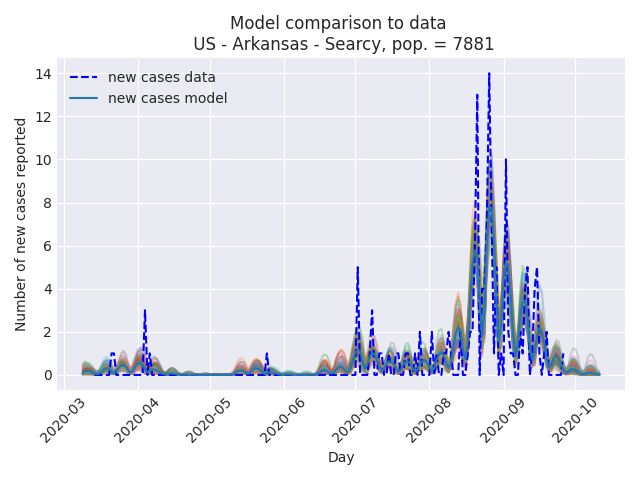 Model comparison to data
US - Arkansas - Searcy, pop. = 7881
new cases data
new cases model
Number of new cases reported
14
12
10
8
6
4
2
0
2020-03
2020-04
2020-05
2020-06
2020-07
2020-08
2020-09
2020-10
Day